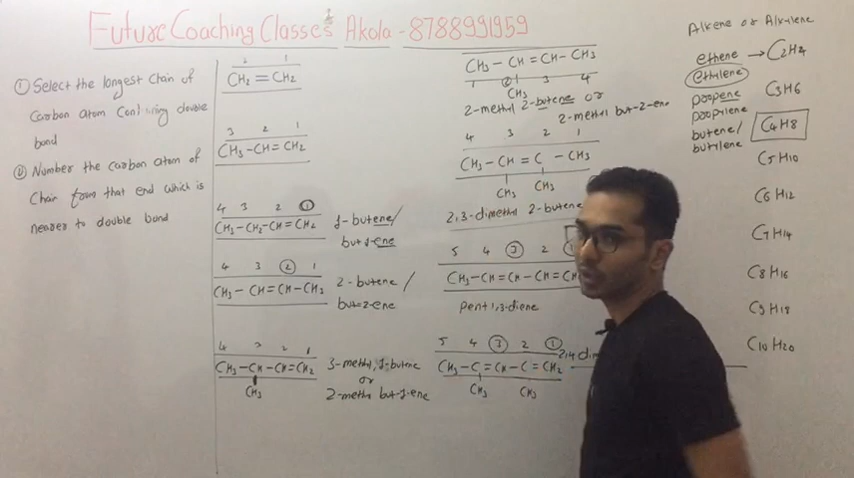 Future Coaching Classes Akola - 8788991959
① Select the longest chain of
Carbon atom Containing double
bond
② Number the carbon atom of
Chain from that end which is
nearer to double bond
2 1
CH₂ = CH₂
3 2 1
CH₃ - CH = CH₂
4 3 2 ①
CH₃ - CH₂ - CH = CH₂
1-butene/
but-1-ene
4 3 ② 1
CH₃ - CH = CH - CH₃
2-butene/
but-2-ene
4 3 2 1
CH₃ - CH - CH = CH₂
CH₃
3-methyl, 1-butene
or
2-methyl but-1-ene
CH₃ - CH = CH - CH₃
1 ② 3 4
CH₃
2-methyl 2-butene or
2-methyl but-2-ene
4 3 2 1
CH₃ - CH = C - CH₃
CH₃ CH₃
2,3-dimethyl 2-butene
5 4 ③ 2
CH₃ - CH = CH - CH = CH
Pent 1,3-diene
5 4 ③ 2 ①
CH₃ - C = CH - C = CH₂
CH₃ CH₃
2,4 dim
Alkene or Alkylene
ethene → C₂H₄
ethylene
propene C₃H₆
propylene
butene/ C₄H₈
butylene
C₅H₁₀
C₆H₁₂
C₇H₁₄
C₈H₁₆
C₉H₁₈
C₁₀H₂₀